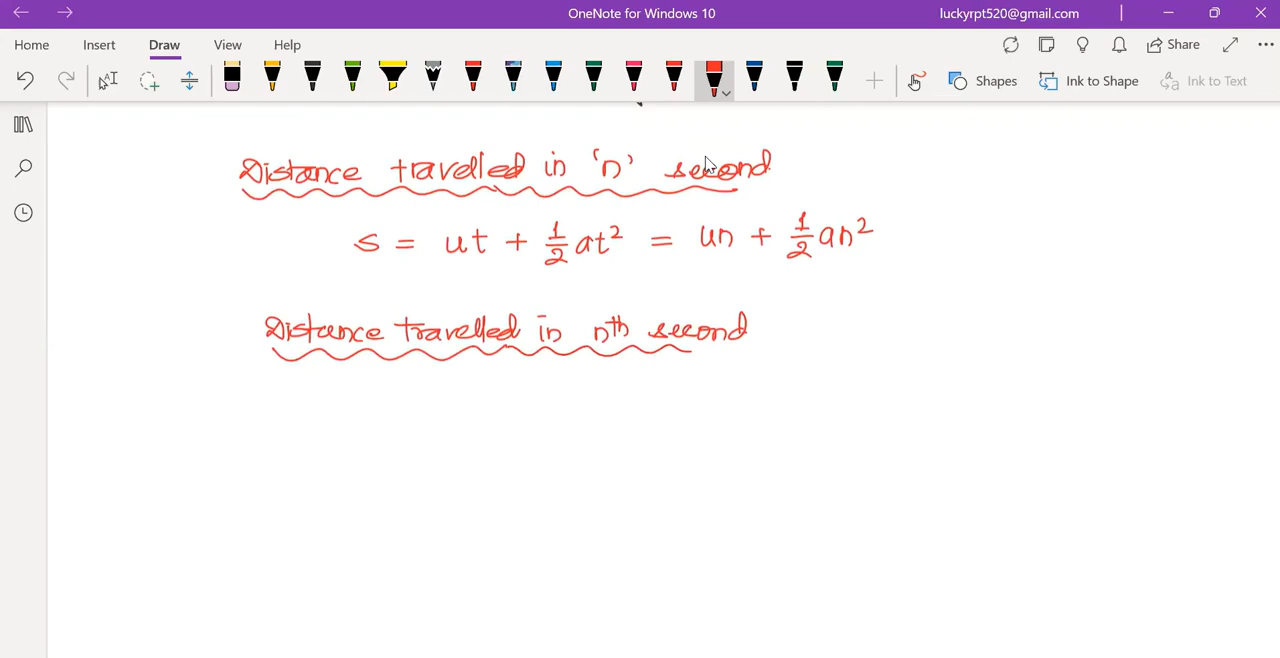 OneNote for Windows 10 luckyrpt520@gmail.com
Home Insert Draw View Help Share
Shapes Ink to Shape Ink to Text
Distance travelled in 'n' second
s = ut + 1/2 at² = un + 1/2 an²
Distance travelled in nth second